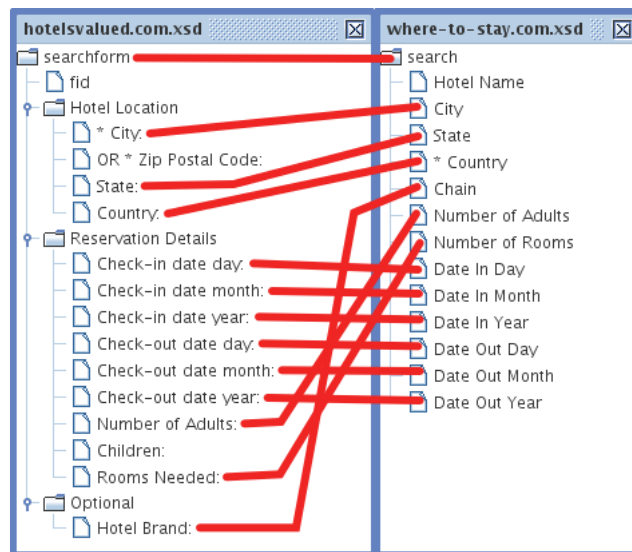 hotelsvalued.com.xsd
searchform
fid
Hotel Location
* City:
OR * Zip Postal Code:
State:
Country:
Reservation Details
Check-in date day:
Check-in date month:
Check-in date year:
Check-out date day:
Check-out date month:
Check-out date year:
Number of Adults:
Children:
Rooms Needed:
Optional
Hotel Brand:
where-to-stay.com.xsd
search
Hotel Name
City
State
* Country
Chain
Number of Adults
Number of Rooms
Date In Day
Date In Month
Date In Year
Date Out Day
Date Out Month
Date Out Year